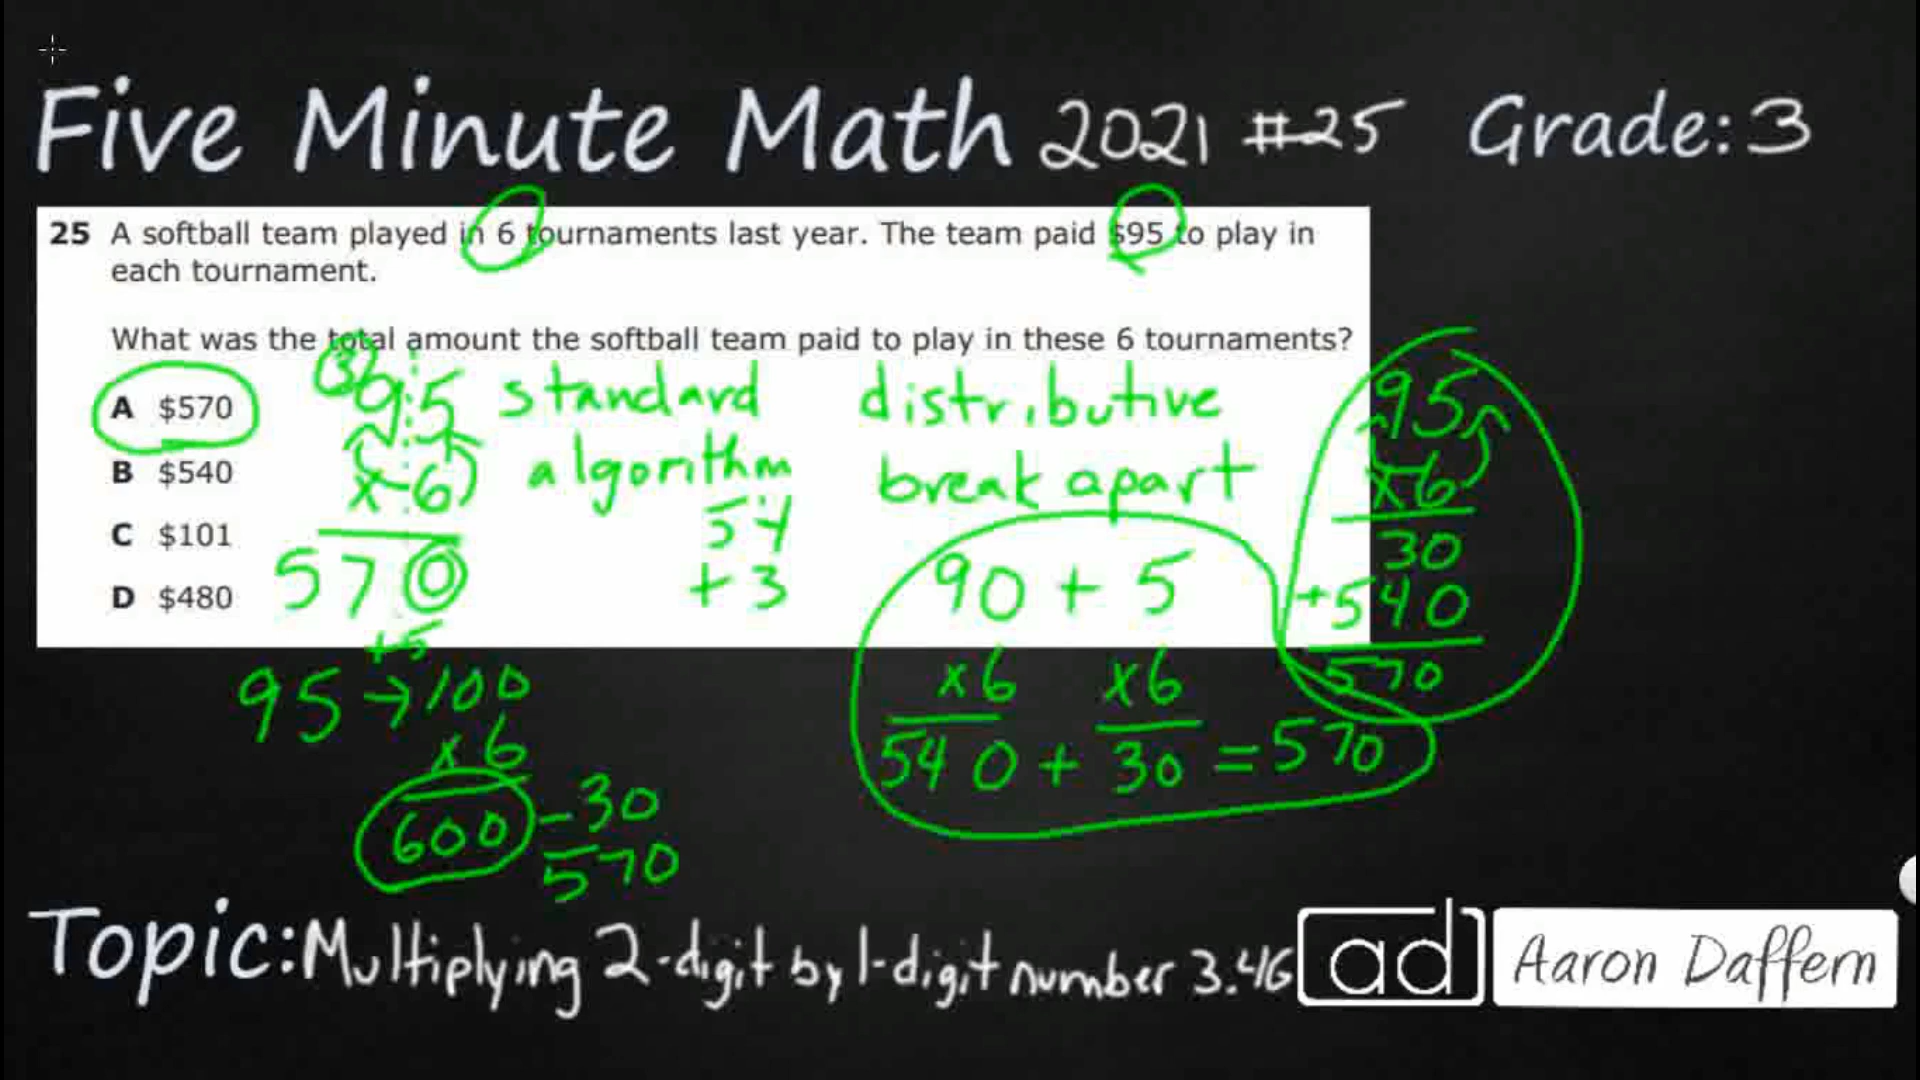 Five Minute Math 2021 #25 Grade: 3
25 A softball team played in 6 tournaments last year. The team paid $95 to play in
each tournament.
What was the total amount the softball team paid to play in these 6 tournaments?
A $570
B $540
C $101
D $480
3
95
x 6
570
standard
algorithm
54
+ 3
distributive
break apart
90 + 5
x6 x6
540 + 30 = 570
95
x6
30
+540
570
+5
95 → 100
x 6
600 - 30
570
Topic: Multiplying 2-digit by 1-digit number 3.4G
ad Aaron Daffern